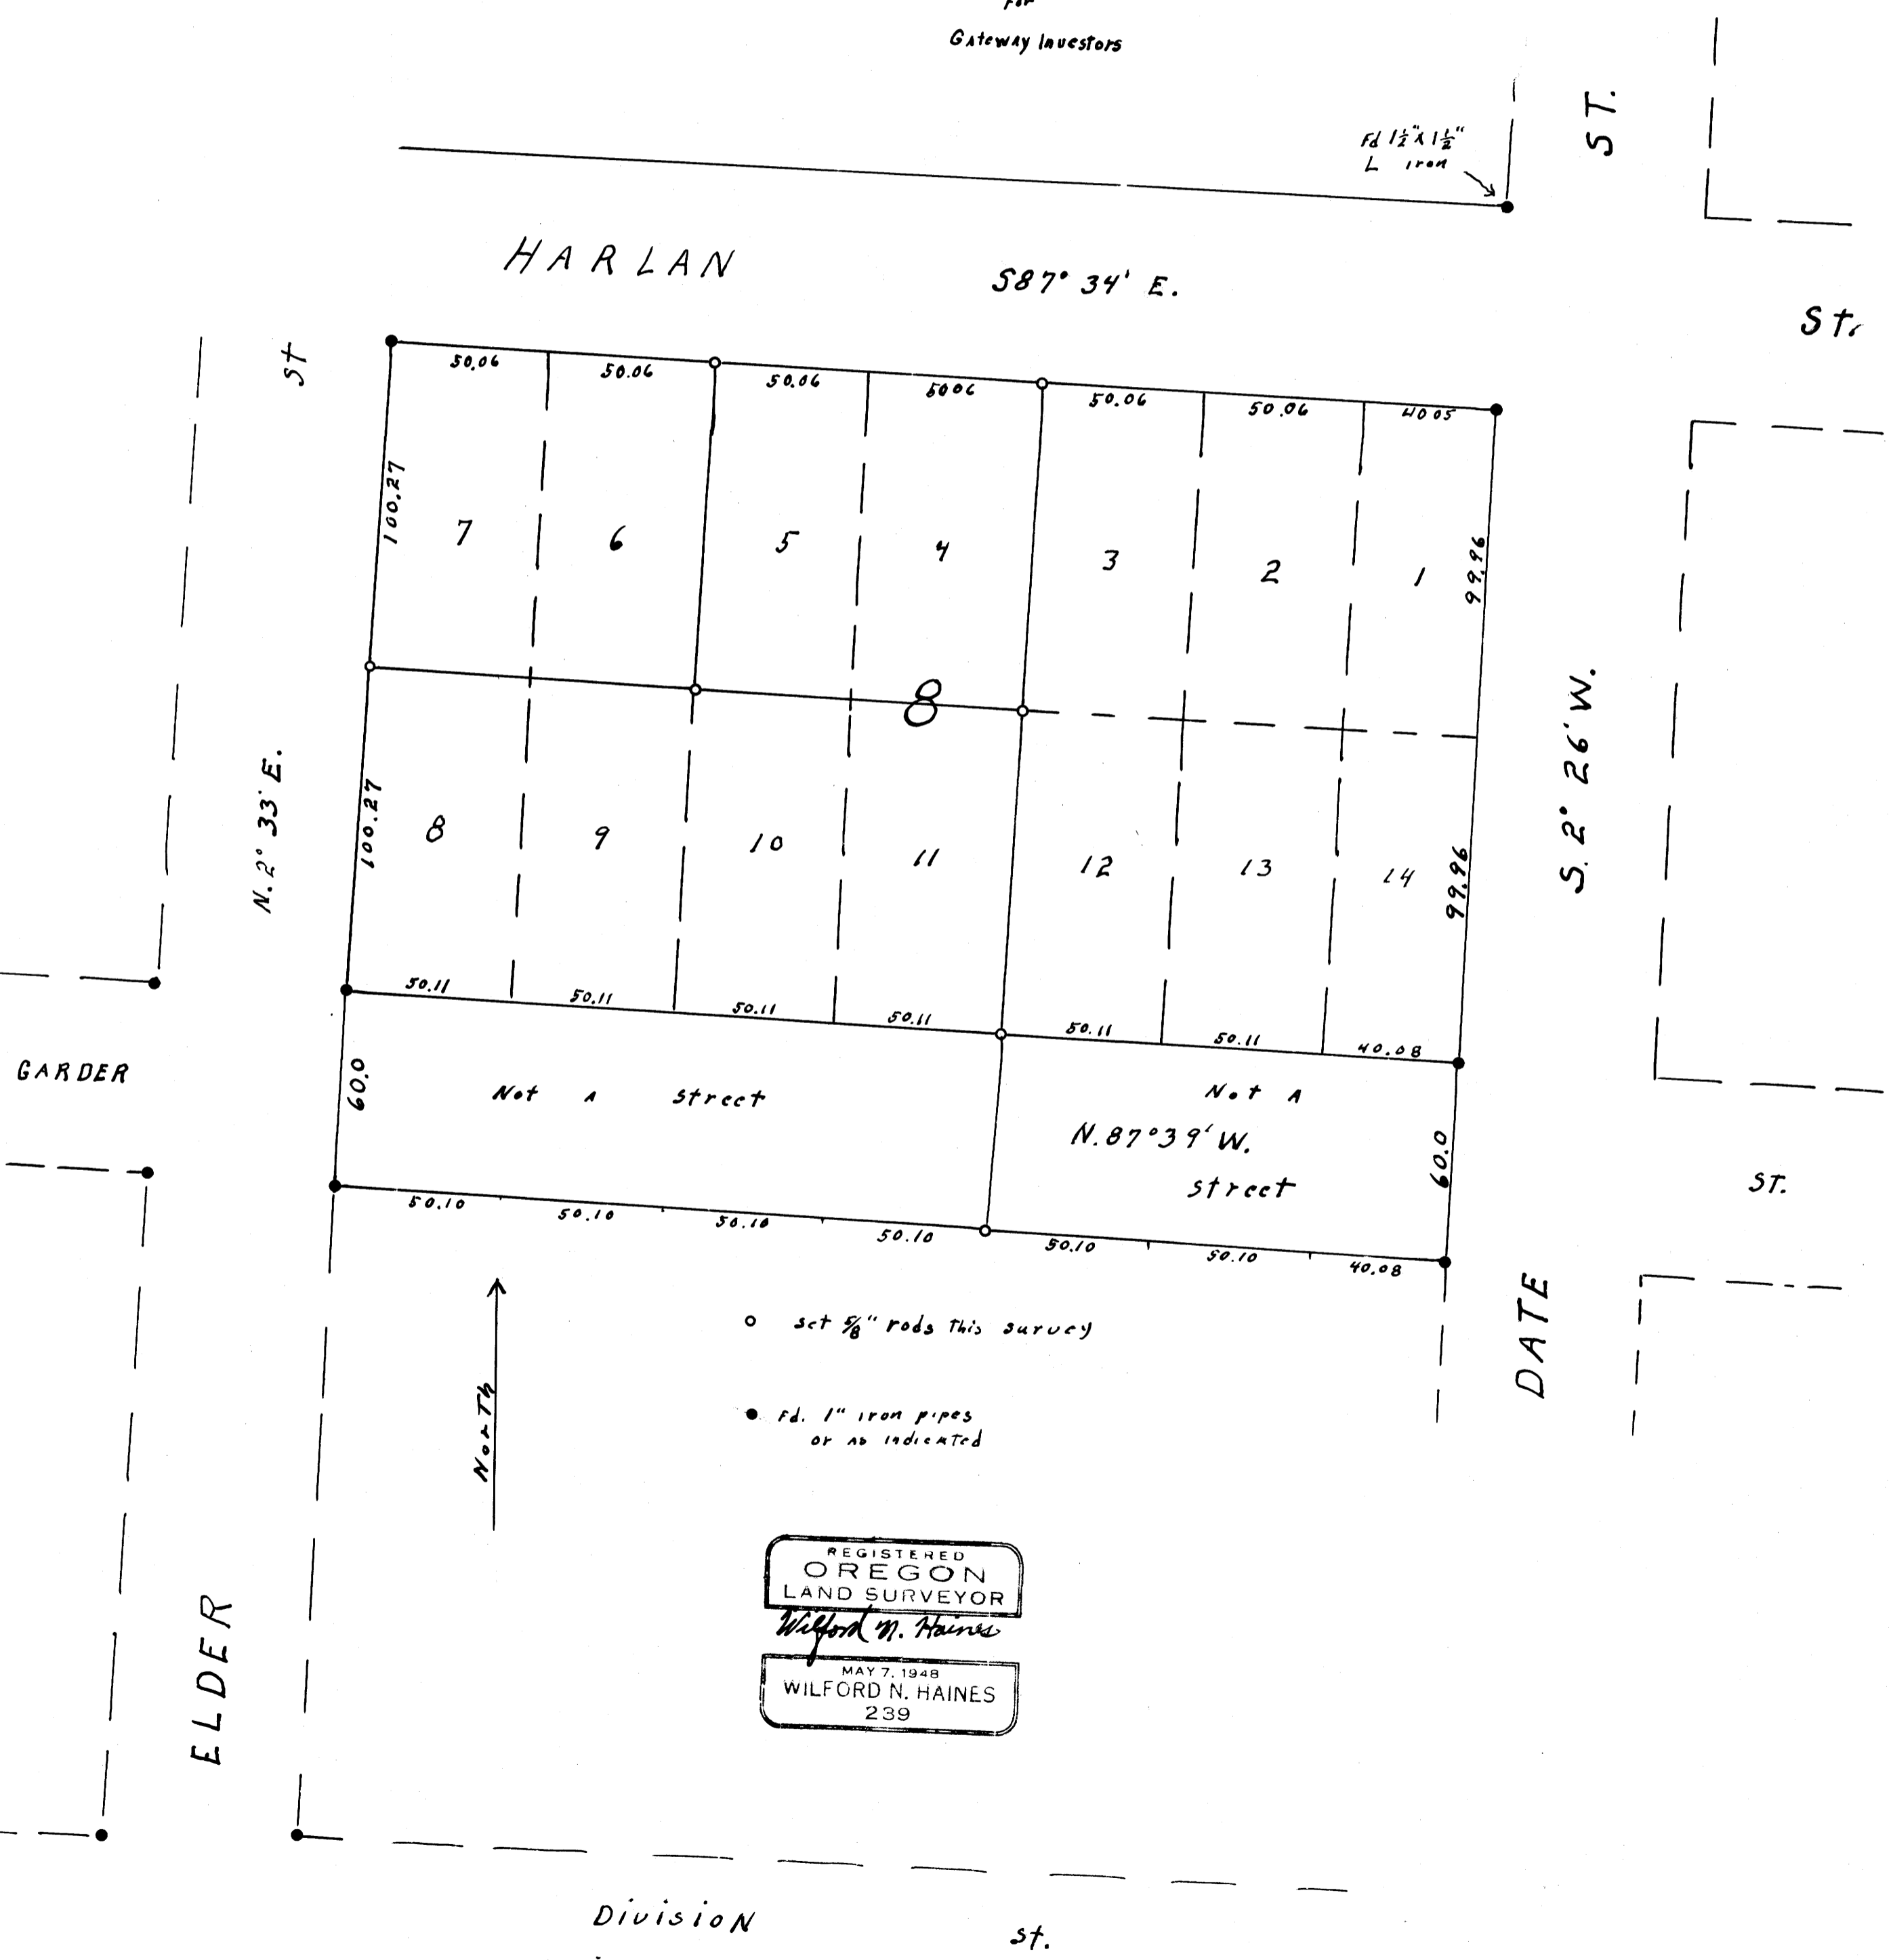 For
Gateway Investors
Fd 1½" x 1½"
L iron
ST.
HARLAN
S87° 34' E.
St.
st
50.06
50.06
50.06
5006
50.06
50.06
4005
100.27
7
6
5
4
3
2
1
99.96
8
N. 2° 33' E.
S. 2° 26' W.
100.27
8
9
10
11
12
13
14
99.96
50.11
50.11
50.11
50.11
50.11
50.11
40.08
GARDER
60.0
Not A street
Not A
N. 87° 39' W.
street
60.0
ST.
50.10
50.10
50.10
50.10
50.10
50.10
40.08
DATE
set 5/8" rods This survey
Fd. 1" iron pipes
or as indicated
NorTh
REGISTERED
OREGON
LAND SURVEYOR
Wilford N. Haines
MAY 7, 1948
WILFORD N. HAINES
239
ELDER
DivisioN st.